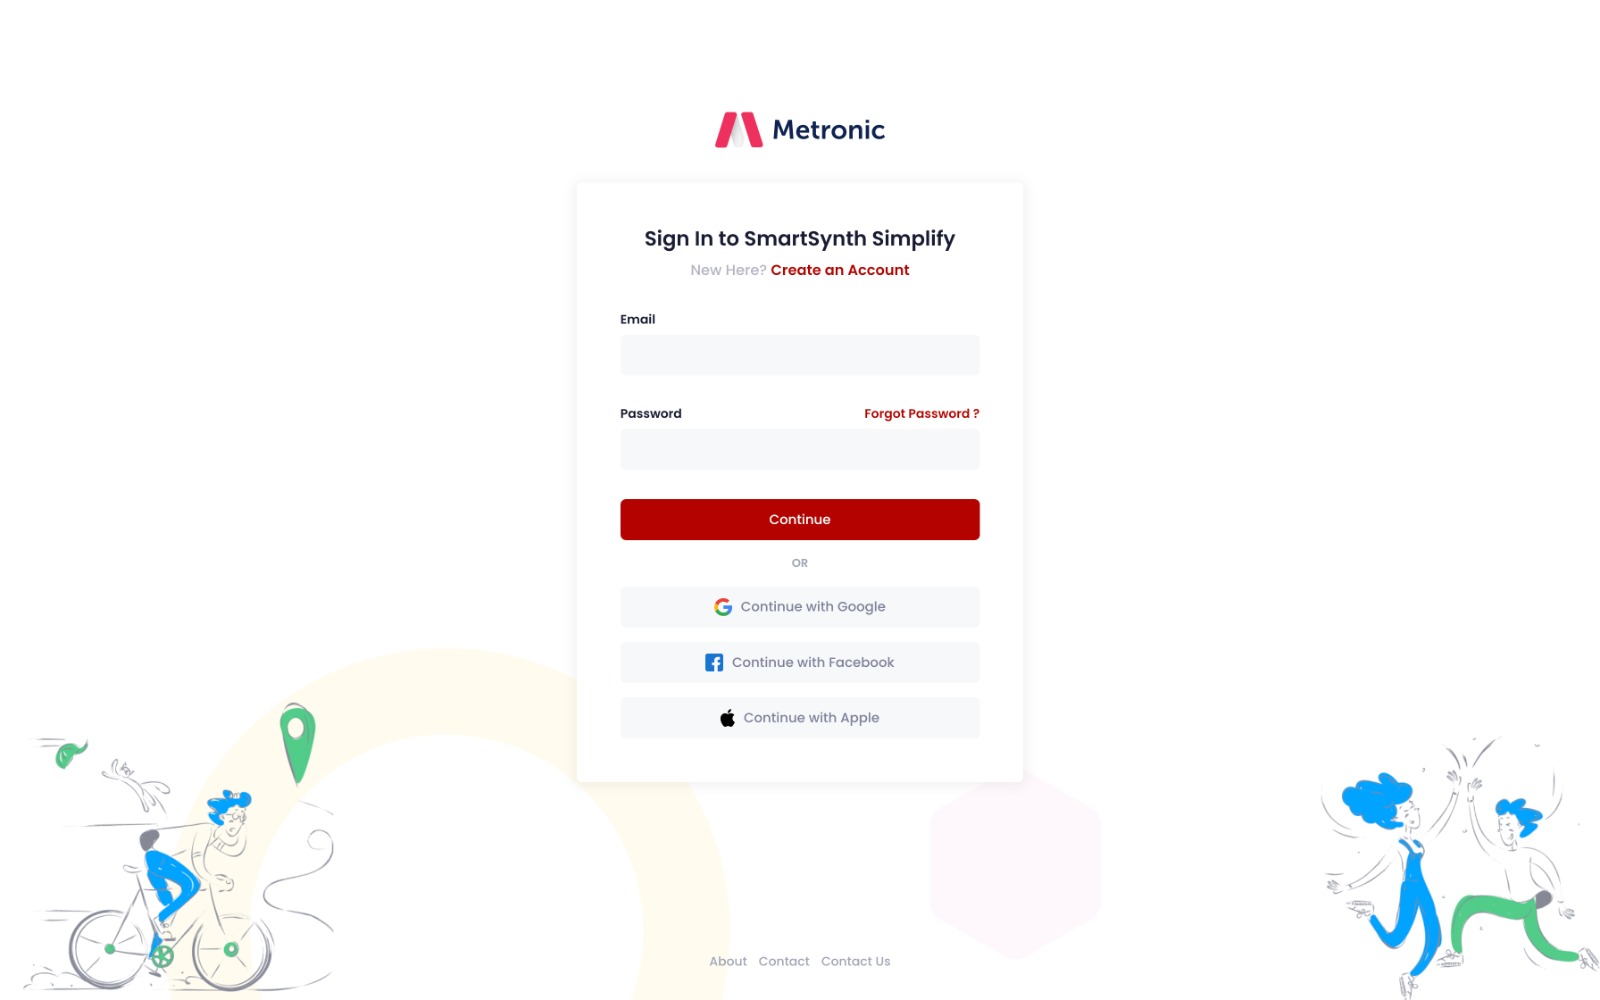 Metronic
Sign In to SmartSynth Simplify
New Here? Create an Account
Email
Password Forgot Password ?
Continue
OR
Continue with Google
Continue with Facebook
Continue with Apple
About Contact Contact Us